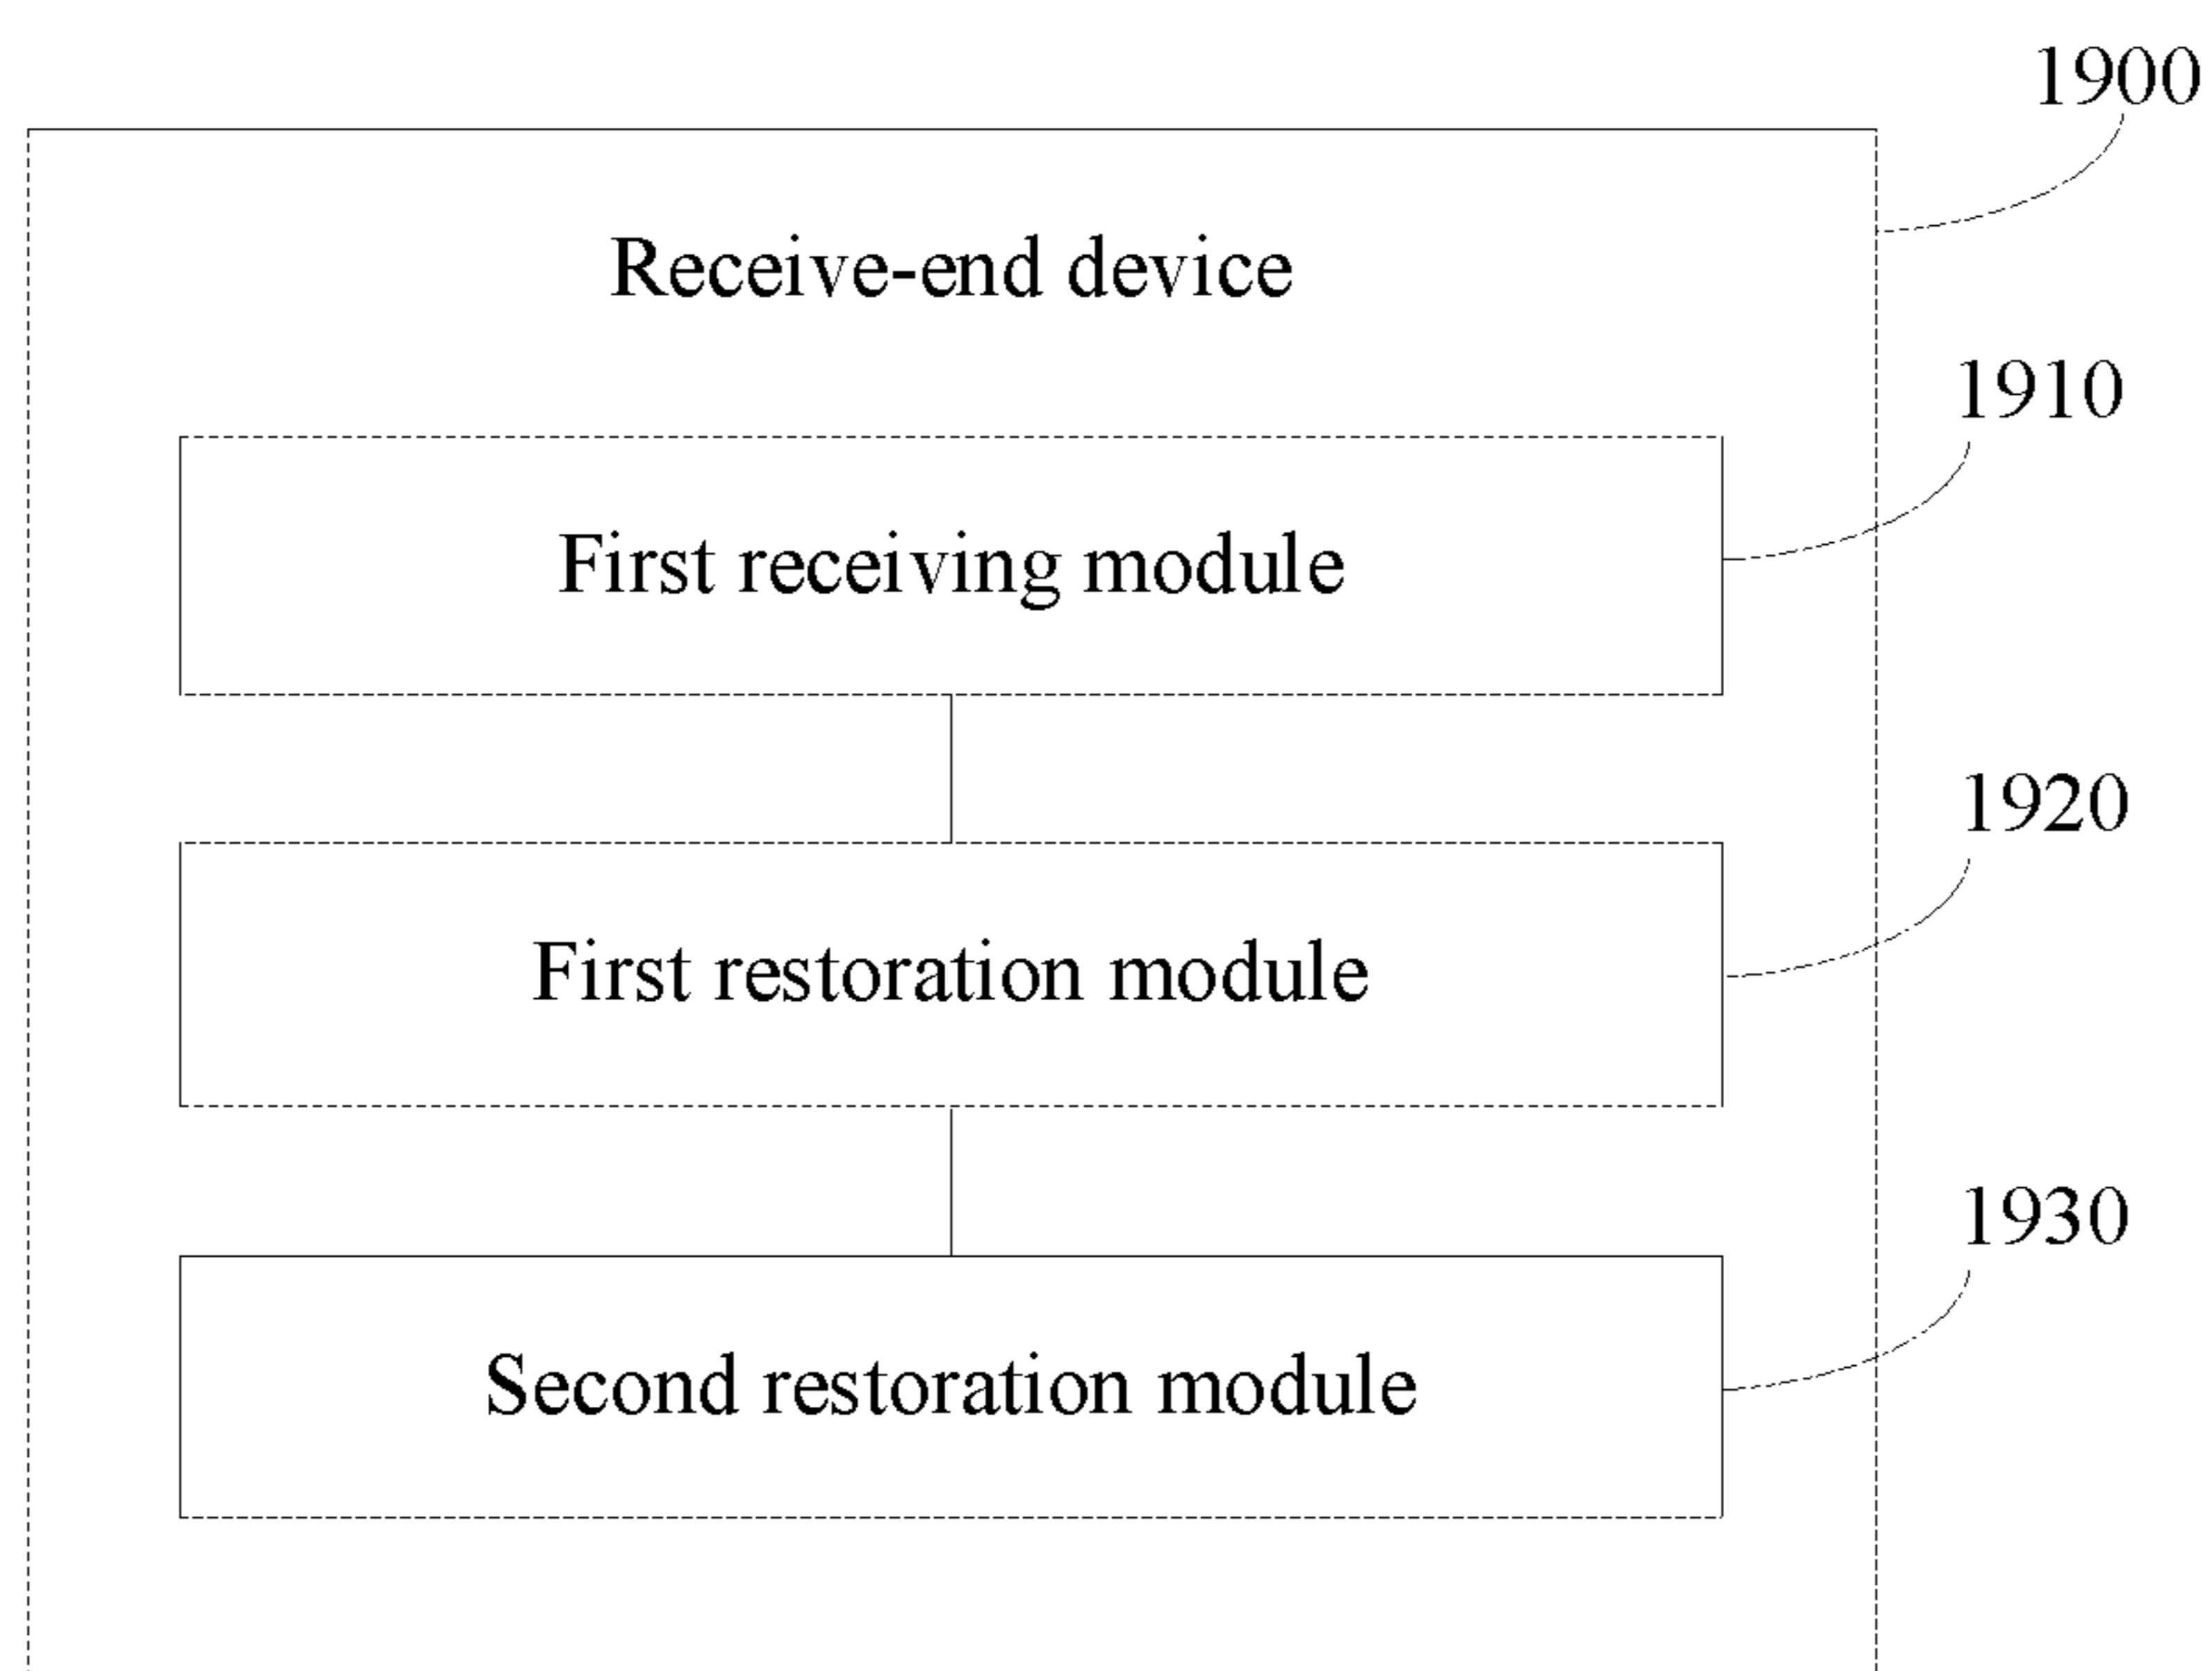 1900
Receive-end device
1910
First receiving module
1920
First restoration module
1930
Second restoration module